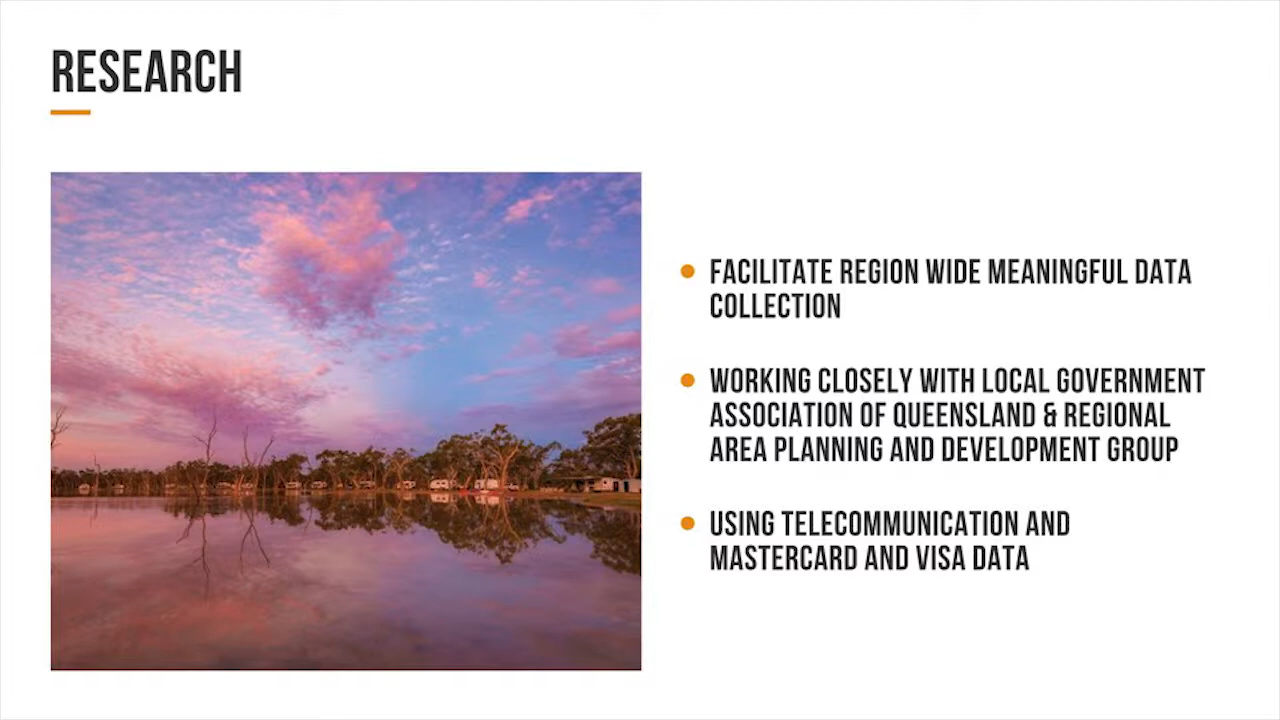 RESEARCH
FACILITATE REGION WIDE MEANINGFUL DATA
COLLECTION
WORKING CLOSELY WITH LOCAL GOVERNMENT
ASSOCIATION OF QUEENSLAND & REGIONAL
AREA PLANNING AND DEVELOPMENT GROUP
USING TELECOMMUNICATION AND
MASTERCARD AND VISA DATA